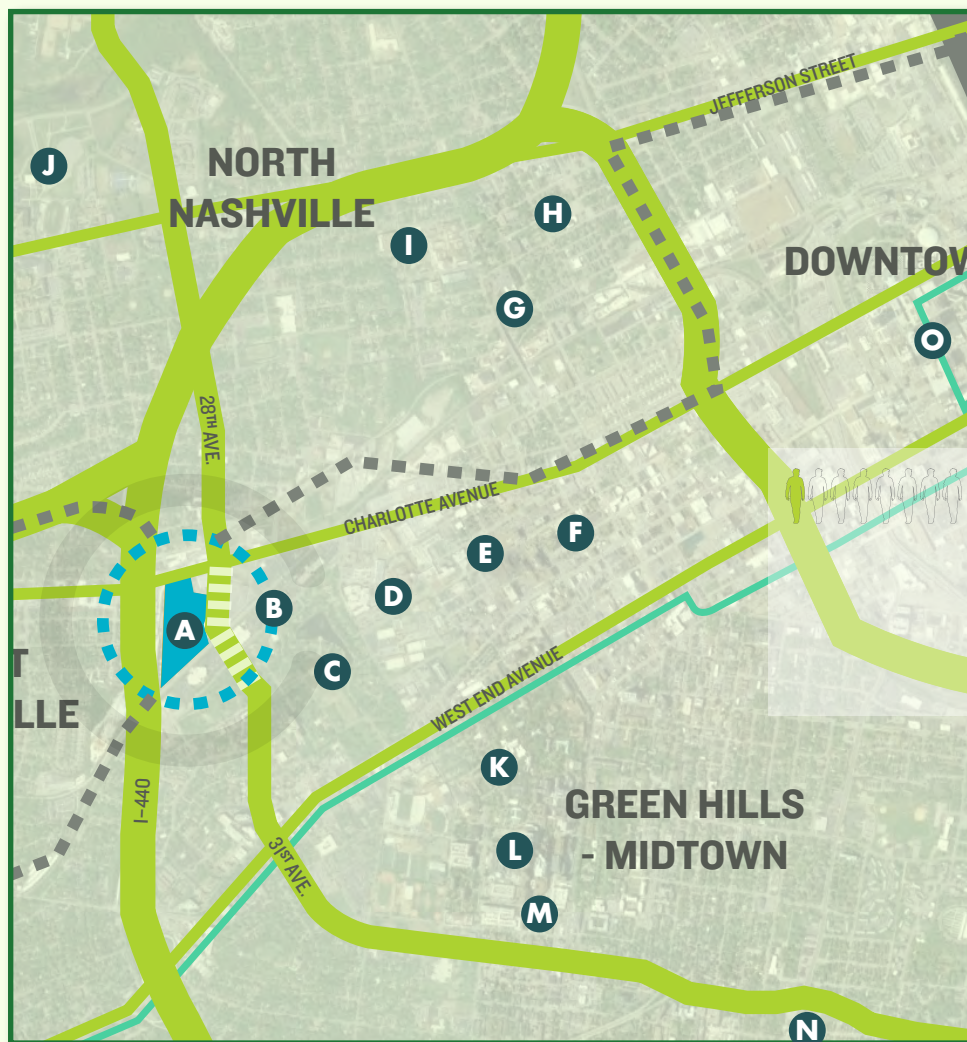 JEFFERSON STREET
J
NORTH
NASHVILLE
H
I
DOWNTOW
G
O
28TH AVE.
CHARLOTTE AVENUE
F
E
D
B
A
C
T
LLE
WEST END AVENUE
K
I-440
GREEN HILLS
- MIDTOWN
31ST AVE.
L
M
N